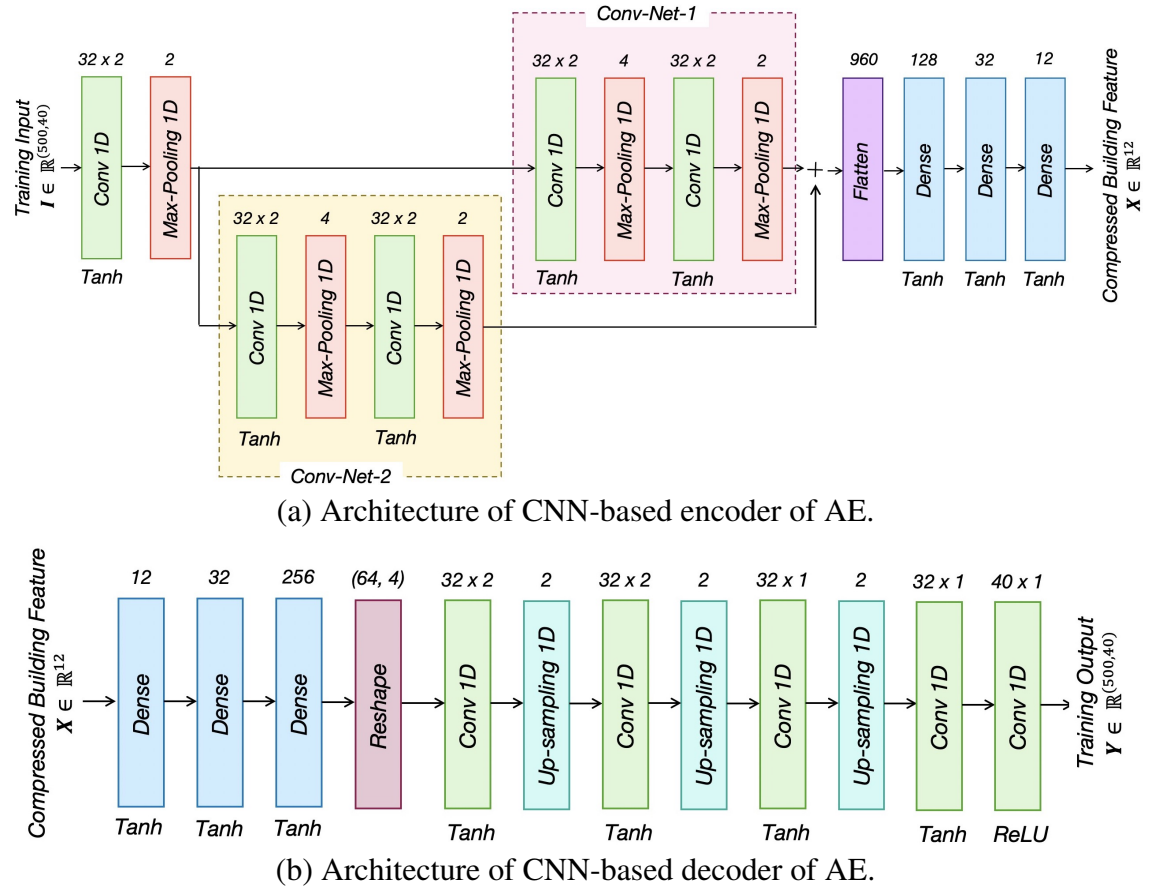 Conv-Net-1
32 x 2
2
32 x 2
4
32 x 2
2
960
128
32
12
Training Input
I ∈ ℝ^(500,40)
Conv 1D
Max-Pooling 1D
Conv 1D
Max-Pooling 1D
Conv 1D
Max-Pooling 1D
+
Flatten
Dense
Dense
Dense
Compressed Building Feature
X ∈ ℝ^12
Tanh
Tanh
Tanh
Tanh
Tanh
Tanh
32 x 2
4
32 x 2
2
Conv 1D
Max-Pooling 1D
Conv 1D
Max-Pooling 1D
Tanh
Tanh
Conv-Net-2
(a) Architecture of CNN-based encoder of AE.
Compressed Building Feature
X ∈ ℝ^12
12
32
256
(64, 4)
32 x 2
2
32 x 2
2
32 x 1
2
32 x 1
40 x 1
Dense
Dense
Dense
Reshape
Conv 1D
Up-sampling 1D
Conv 1D
Up-sampling 1D
Conv 1D
Up-sampling 1D
Conv 1D
Conv 1D
Training Output
Y ∈ ℝ^(500,40)
Tanh
Tanh
Tanh
Tanh
Tanh
Tanh
Tanh
ReLU
(b) Architecture of CNN-based decoder of AE.